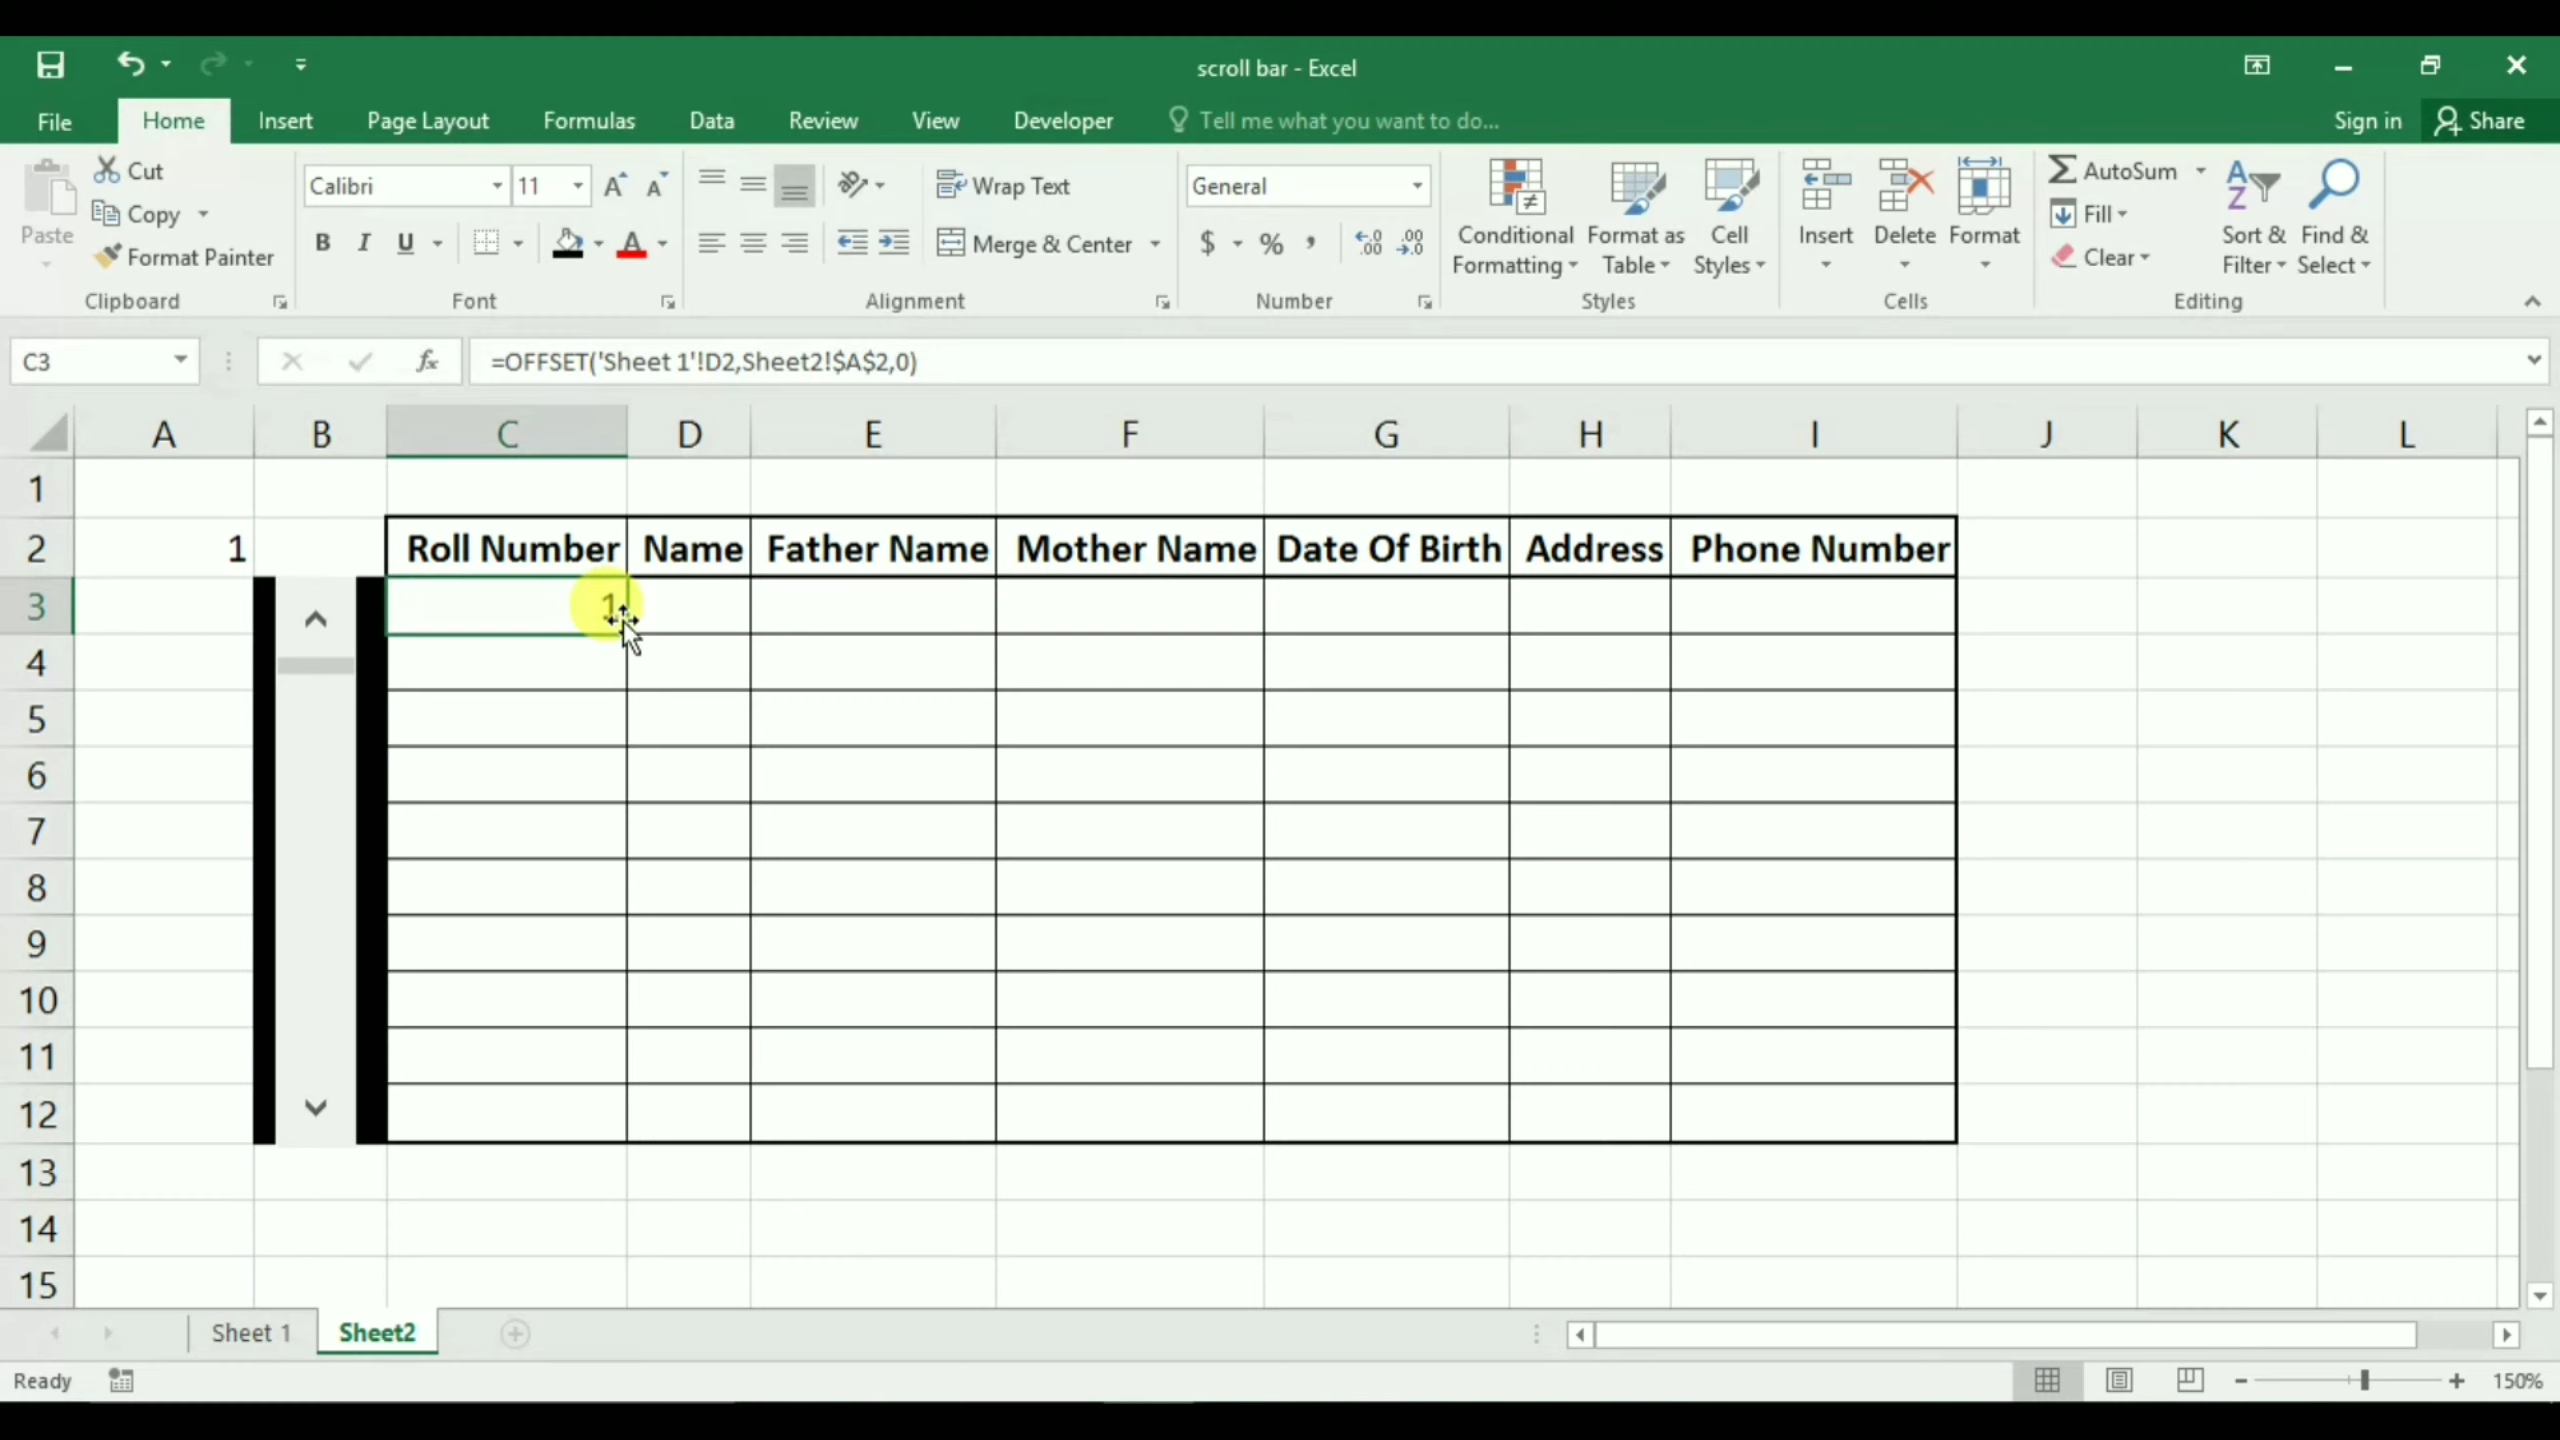 scroll bar - Excel
File Home Insert Page Layout Formulas Data Review View Developer Tell me what you want to do... Sign in Share
Cut
Copy
Format Painter
Paste
Clipboard
Calibri 11
B I U A
Font
Wrap Text
Merge & Center
Alignment
General
$ % ,
Number
Conditional Formatting
Format as Table
Cell Styles
Styles
Insert Delete Format
Cells
AutoSum
Fill
Clear
Sort & Filter
Find & Select
Editing
C3 fx =OFFSET('Sheet 1'!D2,Sheet2!$A$2,0)
A B C D E F G H I J K L
1
2 1 Roll Number Name Father Name Mother Name Date Of Birth Address Phone Number
3 1
4
5
6
7
8
9
10
11
12
13
14
15
Sheet 1 Sheet2
Ready 150%